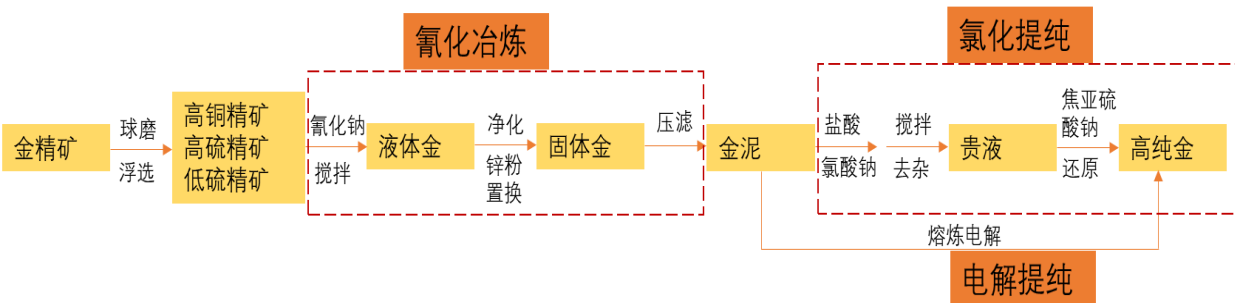 氰化冶炼
氯化提纯
金精矿
球磨
浮选
高铜精矿
高硫精矿
低硫精矿
氰化钠
搅拌
液体金
净化
锌粉
置换
固体金
压滤
金泥
盐酸
氯酸钠
搅拌
去杂
贵液
焦亚硫
酸钠
还原
高纯金
熔炼电解
电解提纯